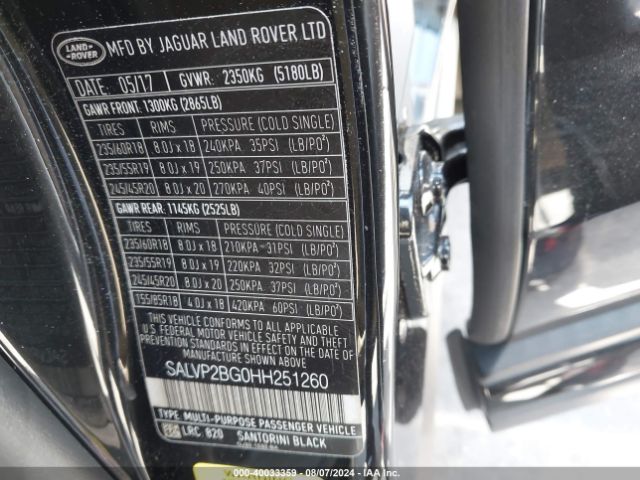 LAND ROVER
MFD BY JAGUAR LAND ROVER LTD
DATE: 05/17 GVWR: 2350KG (5180LB)
GAWR FRONT: 1300KG (2865LB)
TIRES RIMS PRESSURE (COLD SINGLE)
235/60R18 8.0J x 18 240KPA 35PSI (LB/PO²)
235/55R19 8.0J x 19 250KPA 37PSI (LB/PO²)
245/45R20 8.0J x 20 270KPA 40PSI (LB/PO²)
GAWR REAR: 1145KG (2525LB)
TIRES RIMS PRESSURE (COLD SINGLE)
235/60R18 8.0J x 18 210KPA 31PSI (LB/PO²)
235/55R19 8.0J x 19 220KPA 32PSI (LB/PO²)
245/45R20 8.0J x 20 250KPA 37PSI (LB/PO²)
T55/85R18 4.0J x 18 420KPA 60PSI (LB/PO²)
THIS VEHICLE CONFORMS TO ALL APPLICABLE
U.S. FEDERAL MOTOR VEHICLE SAFETY AND THEFT
PREVENTION STANDARDS IN EFFECT ON THE DATE OF
MANUFACTURE SHOWN ABOVE
SALVP2BG0HH251260
TYPE: MULTI-PURPOSE PASSENGER VEHICLE
LRC 820 SANTORINI BLACK
© - 40033359 - 08/07/2024 - IAA